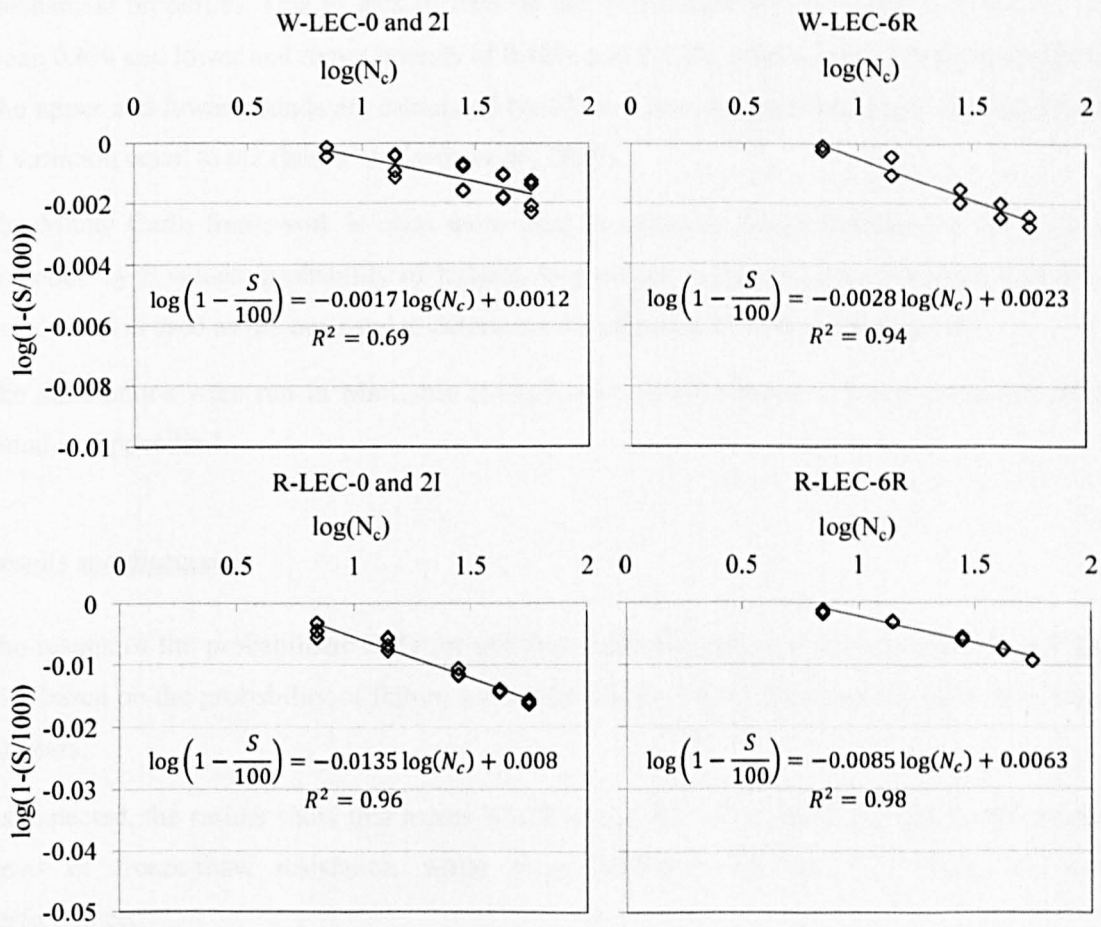 W-LEC-0 and 2I
log(N_c)
0 0.5 1 1.5 2
0
-0.002
-0.004
-0.006
-0.008
-0.01
log(1-(S/100))
log(1 − S/100) = −0.0017 log(N_c) + 0.0012
R² = 0.69
W-LEC-6R
log(N_c)
0 0.5 1 1.5 2
log(1 − S/100) = −0.0028 log(N_c) + 0.0023
R² = 0.94
R-LEC-0 and 2I
log(N_c)
0 0.5 1 1.5 2
0
-0.01
-0.02
-0.03
-0.04
-0.05
log(1-(S/100))
log(1 − S/100) = −0.0135 log(N_c) + 0.008
R² = 0.96
R-LEC-6R
log(N_c)
0 0.5 1 1.5 2
log(1 − S/100) = −0.0085 log(N_c) + 0.0063
R² = 0.98